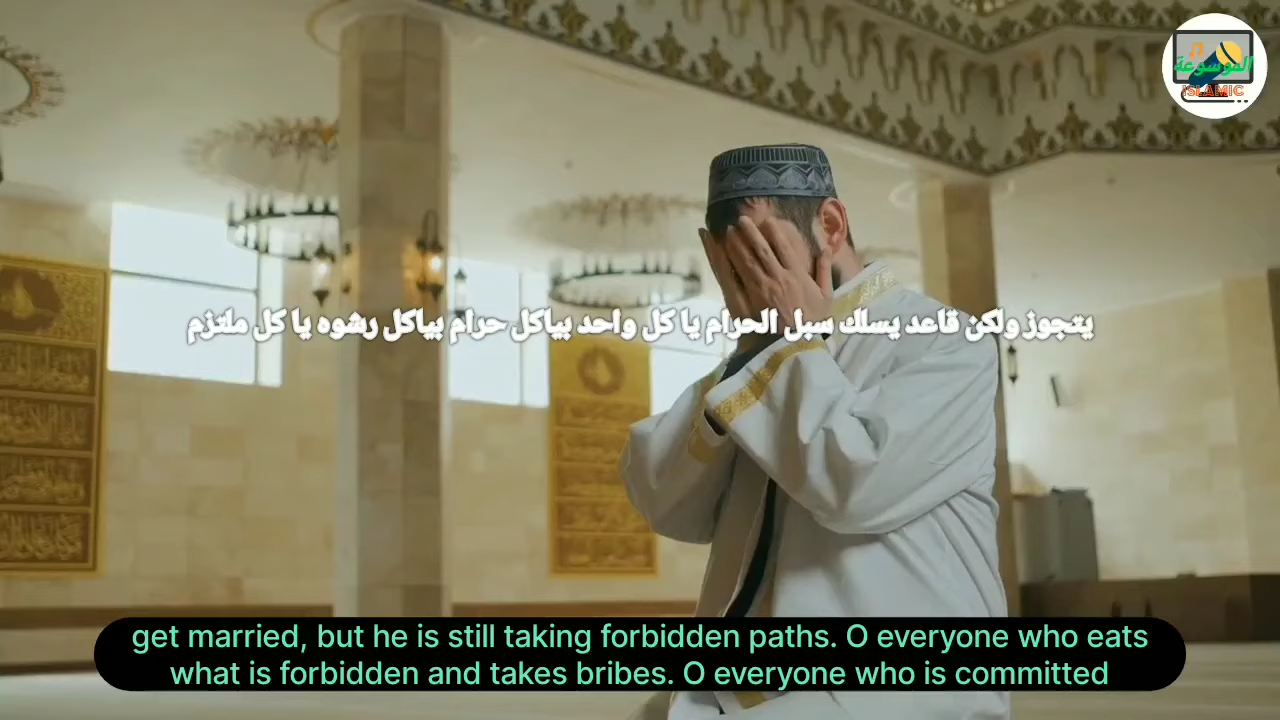 الموسوعة
ISLAMIC
يتجوز ولكن قاعد يسلك سبل الحرام يا كل واحد بياكل حرام بياكل رشوه يا كل ملتزم
get married, but he is still taking forbidden paths. O everyone who eats
what is forbidden and takes bribes. O everyone who is committed